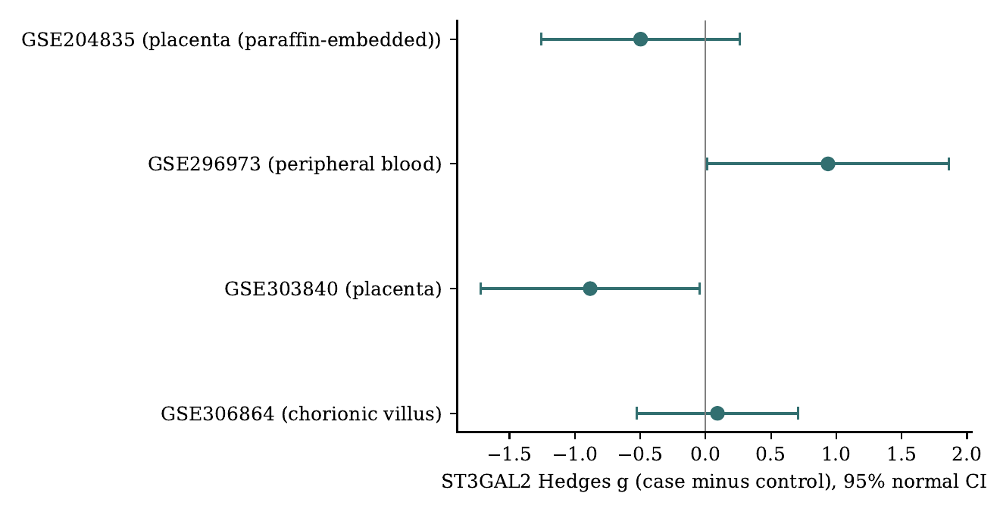 GSE204835 (placenta (paraffin-embedded))
GSE296973 (peripheral blood)
GSE303840 (placenta)
GSE306864 (chorionic villus)
−1.5 −1.0 −0.5 0.0 0.5 1.0 1.5 2.0
ST3GAL2 Hedges g (case minus control), 95% normal CI